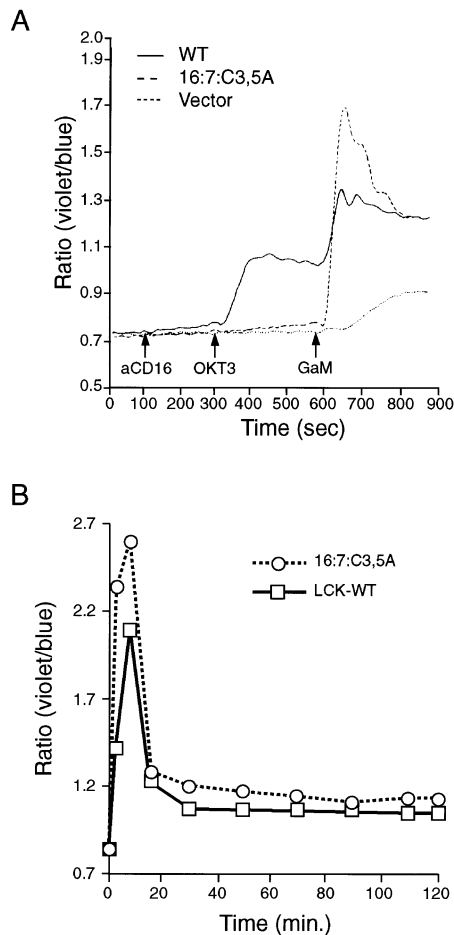 A
2.0
1.9
1.7
1.5
1.3
1.1
0.9
0.7
0.5
Ratio (violet/blue)
WT
16:7:C3,5A
Vector
aCD16
OKT3
GaM
0 100 200 300 400 500 600 700 800 900
Time (sec)
B
2.7
2.2
1.7
1.2
0.7
Ratio (violet/blue)
16:7:C3,5A
LCK-WT
0 20 40 60 80 100 120
Time (min.)